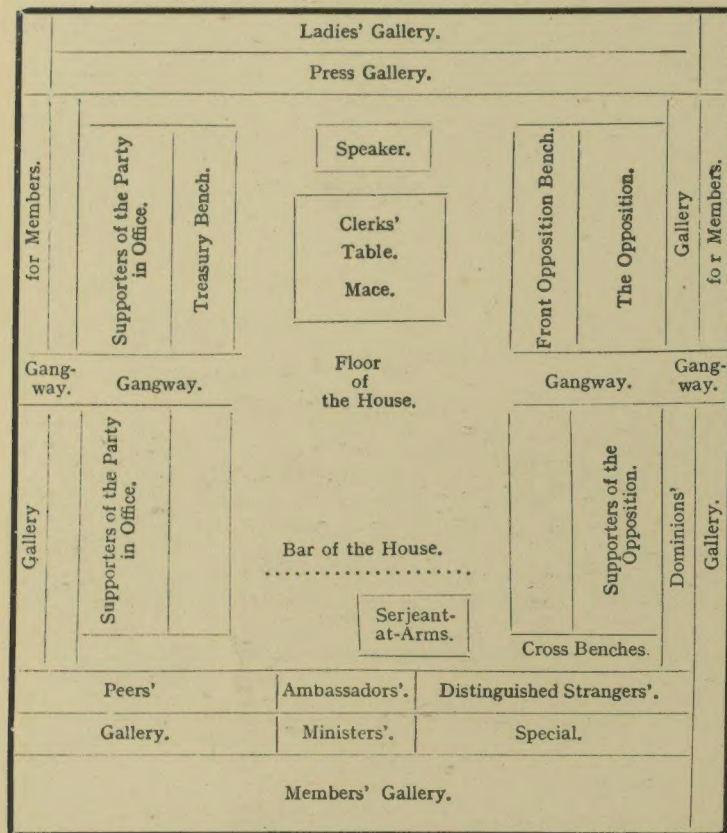 Ladies' Gallery.
Press Gallery.
for Members.
Supporters of the Party
in Office.
Treasury Bench.
Speaker.
Clerks'
Table.
Mace.
Front Opposition Bench.
The Opposition.
Gallery
for Members.
Gang-
way.
Gangway.
Floor
of
the House.
Gangway.
Gang-
way.
Gallery
Supporters of the Party
in Office.
Bar of the House.
Serjeant-
at-Arms.
Supporters of the
Opposition.
Dominions'
Gallery.
Cross Benches.
Peers'
Ambassadors'.
Distinguished Strangers'.
Gallery.
Ministers'.
Special.
Members' Gallery.